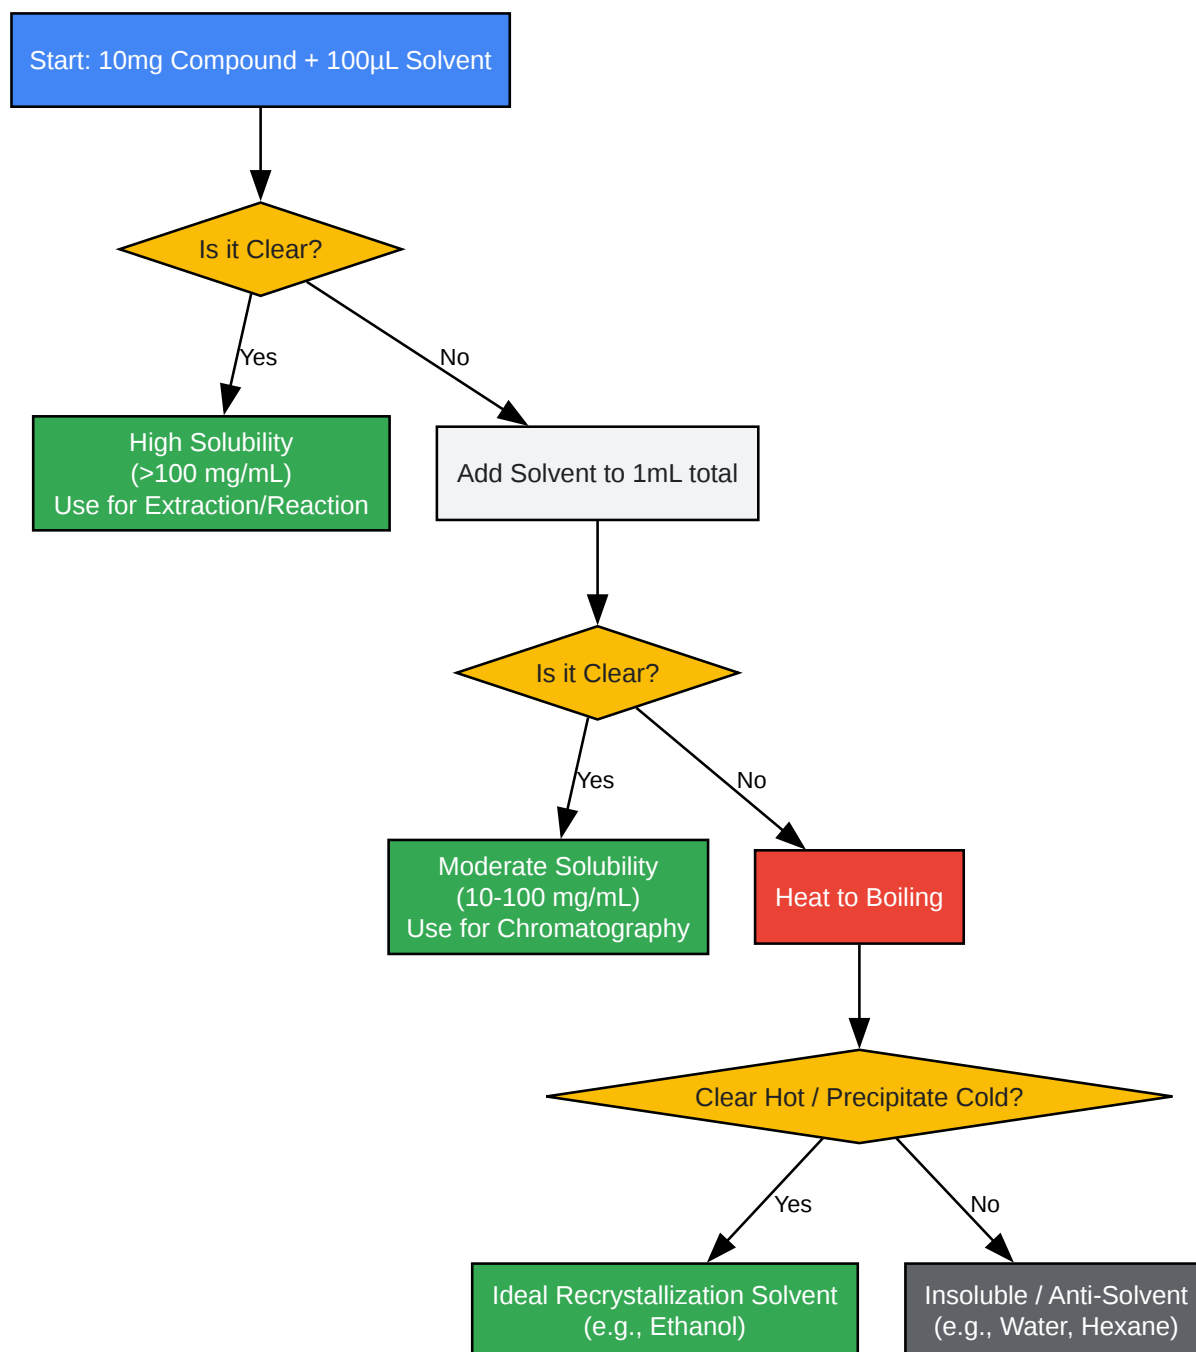 Start: 10mg Compound + 100µL Solvent
Is it Clear?
Yes
No
High Solubility
(>100 mg/mL)
Use for Extraction/Reaction
Add Solvent to 1mL total
Is it Clear?
Yes
No
Moderate Solubility
(10-100 mg/mL)
Use for Chromatography
Heat to Boiling
Clear Hot / Precipitate Cold?
Yes
No
Ideal Recrystallization Solvent
(e.g., Ethanol)
Insoluble / Anti-Solvent
(e.g., Water, Hexane)